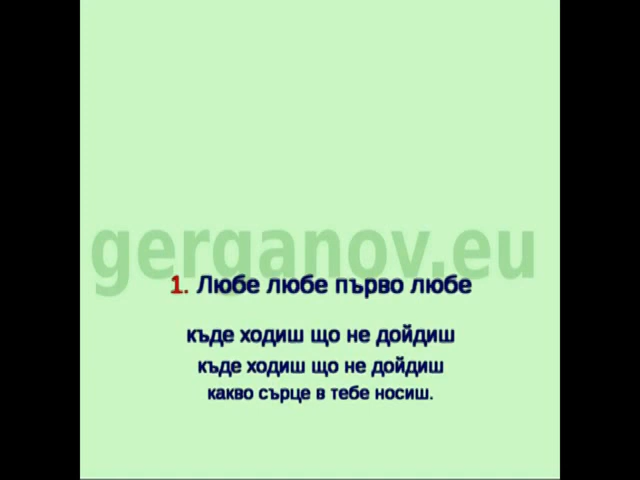 gerganov.eu
1. Любе любе първо любе
къде ходиш що не дойдиш
къде ходиш що не дойдиш
какво сърце в тебе носиш.